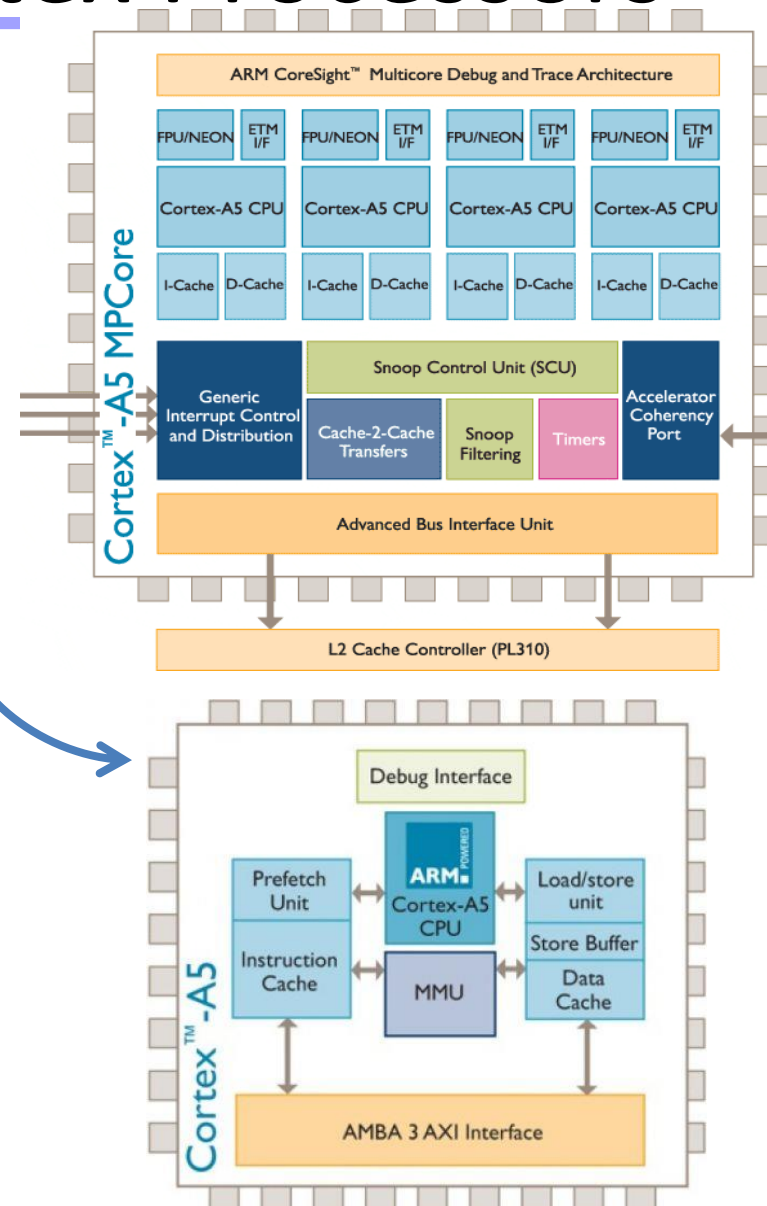 ARM CoreSight™ Multicore Debug and Trace Architecture
FPU/NEON
ETM
I/F
FPU/NEON
ETM
I/F
FPU/NEON
ETM
I/F
FPU/NEON
ETM
I/F
Cortex-A5 CPU
Cortex-A5 CPU
Cortex-A5 CPU
Cortex-A5 CPU
I-Cache
D-Cache
I-Cache
D-Cache
I-Cache
D-Cache
I-Cache
D-Cache
Cortex™-A5 MPCore
Generic
Interrupt Control
and Distribution
Snoop Control Unit (SCU)
Cache-2-Cache
Transfers
Snoop
Filtering
Timers
Accelerator
Coherency
Port
Advanced Bus Interface Unit
L2 Cache Controller (PL310)
Debug Interface
ARM
POWERED
Cortex-A5
CPU
Prefetch
Unit
Instruction
Cache
MMU
Load/store
unit
Store Buffer
Data
Cache
Cortex™-A5
AMBA 3 AXI Interface